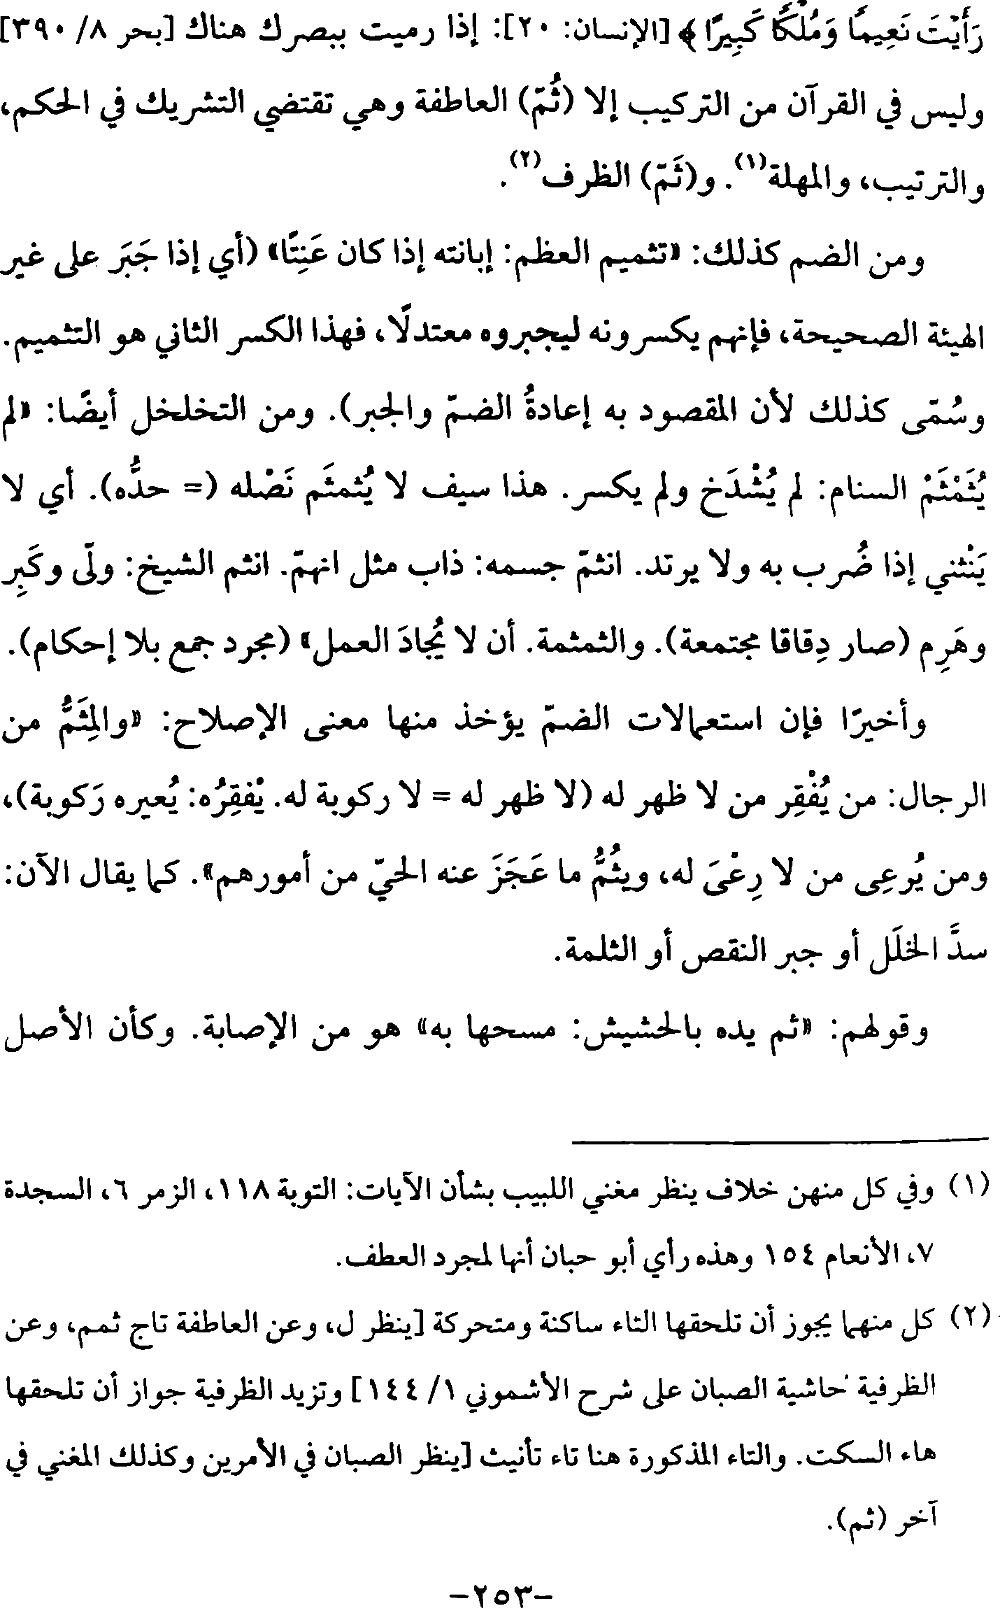 رَأَيْتَ نَعِيمًا وَمُلْكًا كَبِيرًا ﴾ [الإنسان: ٢٠]: إذا رميت ببصرك هناك [بحر ٨/ ٣٩٠]
وليس في القرآن من التركيب إلا (ثُمّ) العاطفة وهي تقتضي التشريك في الحكم،
والترتيب، والمهلة(١). و(ثَمّ) الظرف(٢).
ومن الضم كذلك: «تثميم العظم: إبانته إذا كان عَنِتًا» (أي إذا جَبَرَ على غير
الهيئة الصحيحة، فإنهم يكسرونه ليجبروه معتدلًا، فهذا الكسر الثاني هو التثميم.
وسُمّى كذلك لأن المقصود به إعادةُ الضمّ والجبر). ومن التخلخل أيضًا: «لم
يُثَمْثَمْ السنام: لم يُشْدَخ ولم يكسر. هذا سيف لا يُثمثَم نَصْله (= حدُّه). أي لا
يَنْثني إذا ضُرب به ولا يرتد. انثمّ جسمه: ذاب مثل انهمّ. انثم الشيخ: ولّى وكَبِر
وهَرِم (صار دِقاقا مجتمعة). والثمثمة. أن لا يُجادَ العمل» (مجرد جمع بلا إحكام).
وأخيرًا فإن استعمالات الضمّ يؤخذ منها معنى الإصلاح: «والمِثَمُّ من
الرجال: من يُفْقِر من لا ظهر له (لا ظهر له = لا ركوبة له. يْفقِرُه: يُعيره رَكوبة)،
ومن يُرعِى من لا رِعْىَ له، ويثُمُّ ما عَجَزَ عنه الحيّ من أمورهم». كما يقال الآن:
سدَّ الخلَل أو جبر النقص أو الثلمة.
وقولهم: «ثم يده بالحشيش: مسحها به» هو من الإصابة. وكأن الأصل
(١) وفي كل منهن خلاف ينظر مغني اللبيب بشأن الآيات: التوبة ١١٨، الزمر ٦، السجدة
٧، الأنعام ١٥٤ وهذه رأي أبو حبان أنها لمجرد العطف.
(٢) كل منهما يجوز أن تلحقها التاء ساكنة ومتحركة [ينظر ل، وعن العاطفة تاج ثمم، وعن
الظرفية حاشية الصبان على شرح الأشموني ١/ ١٤٤] وتزيد الظرفية جواز أن تلحقها
هاء السكت. والتاء المذكورة هنا تاء تأنيث [ينظر الصبان في الأمرين وكذلك المغني في
آخر (ثم).
-٢٥٣-